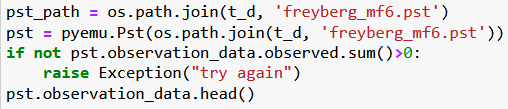 pst_path = os.path.join(t_d, 'freyberg_mf6.pst')
pst = pyemu.Pst(os.path.join(t_d, 'freyberg_mf6.pst'))
if not pst.observation_data.observed.sum()>0:
    raise Exception("try again")
pst.observation_data.head()